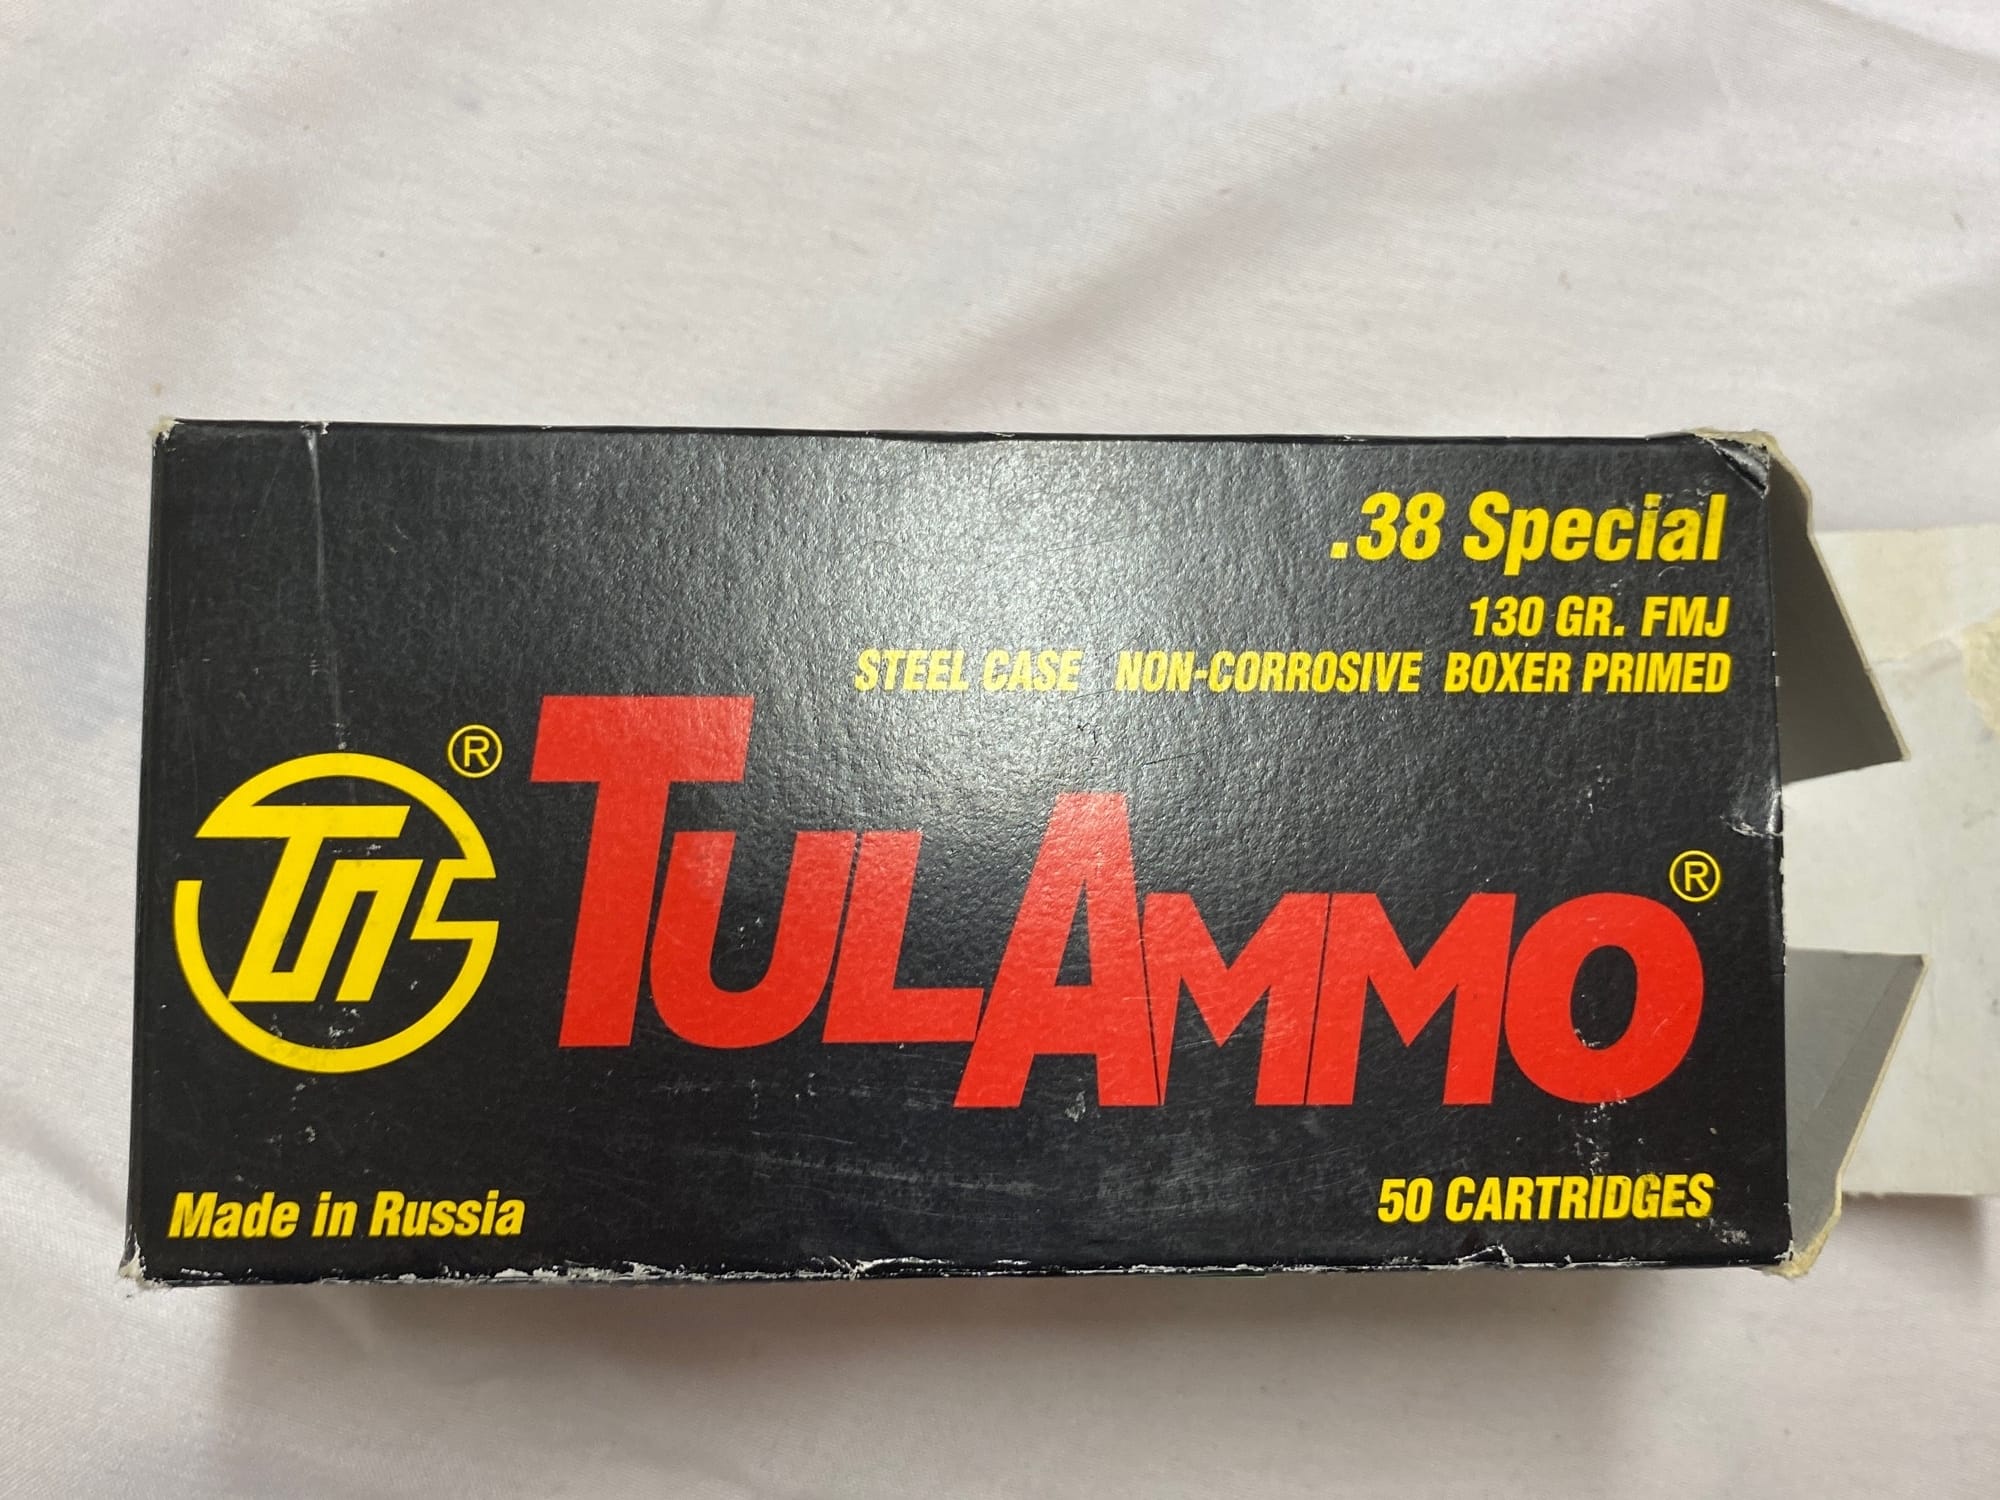 .38 Special
130 GR. FMJ
STEEL CASE NON-CORROSIVE BOXER PRIMED
®
TULAMMO®
Made in Russia
50 CARTRIDGES